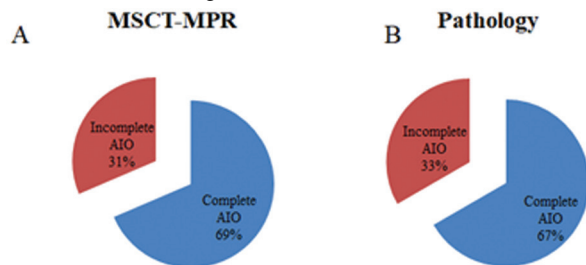 MSCT-MPR
Pathology
A
B
Incomplete
AIO
31%
Complete
AIO
69%
Incomplete
AIO
33%
Complete
AIO
67%